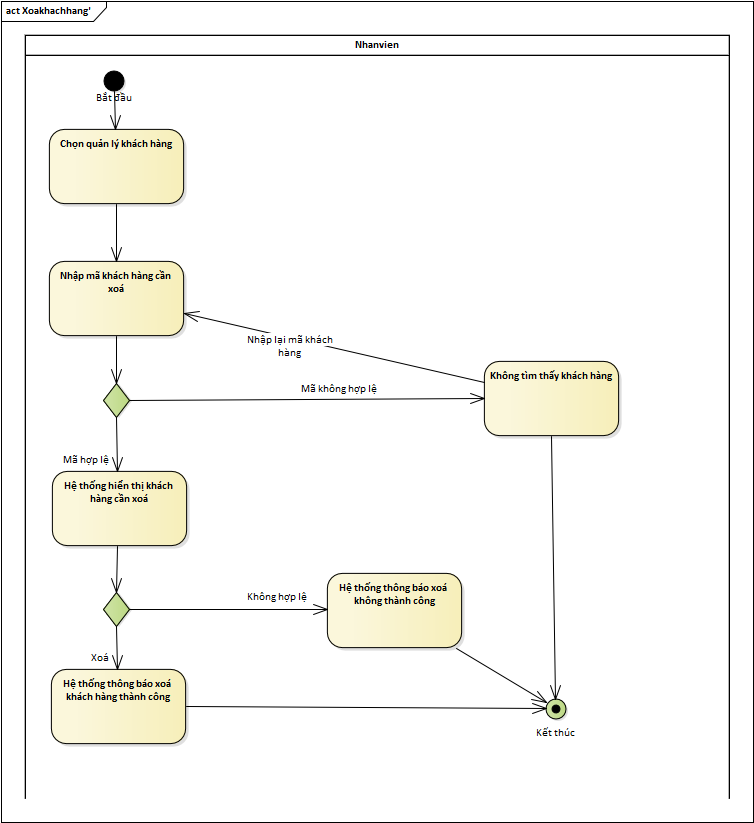 act Xoakhachhang'
Nhanvien
Bắt đầu
Chọn quản lý khách hàng
Nhập mã khách hàng cần
xoá
Nhập lại mã khách
hàng
Không tìm thấy khách hàng
Mã không hợp lệ
Mã hợp lệ
Hệ thống hiển thị khách
hàng cần xoá
Không hợp lệ
Hệ thống thông báo xoá
không thành công
Xoá
Hệ thống thông báo xoá
khách hàng thành công
Kết thúc